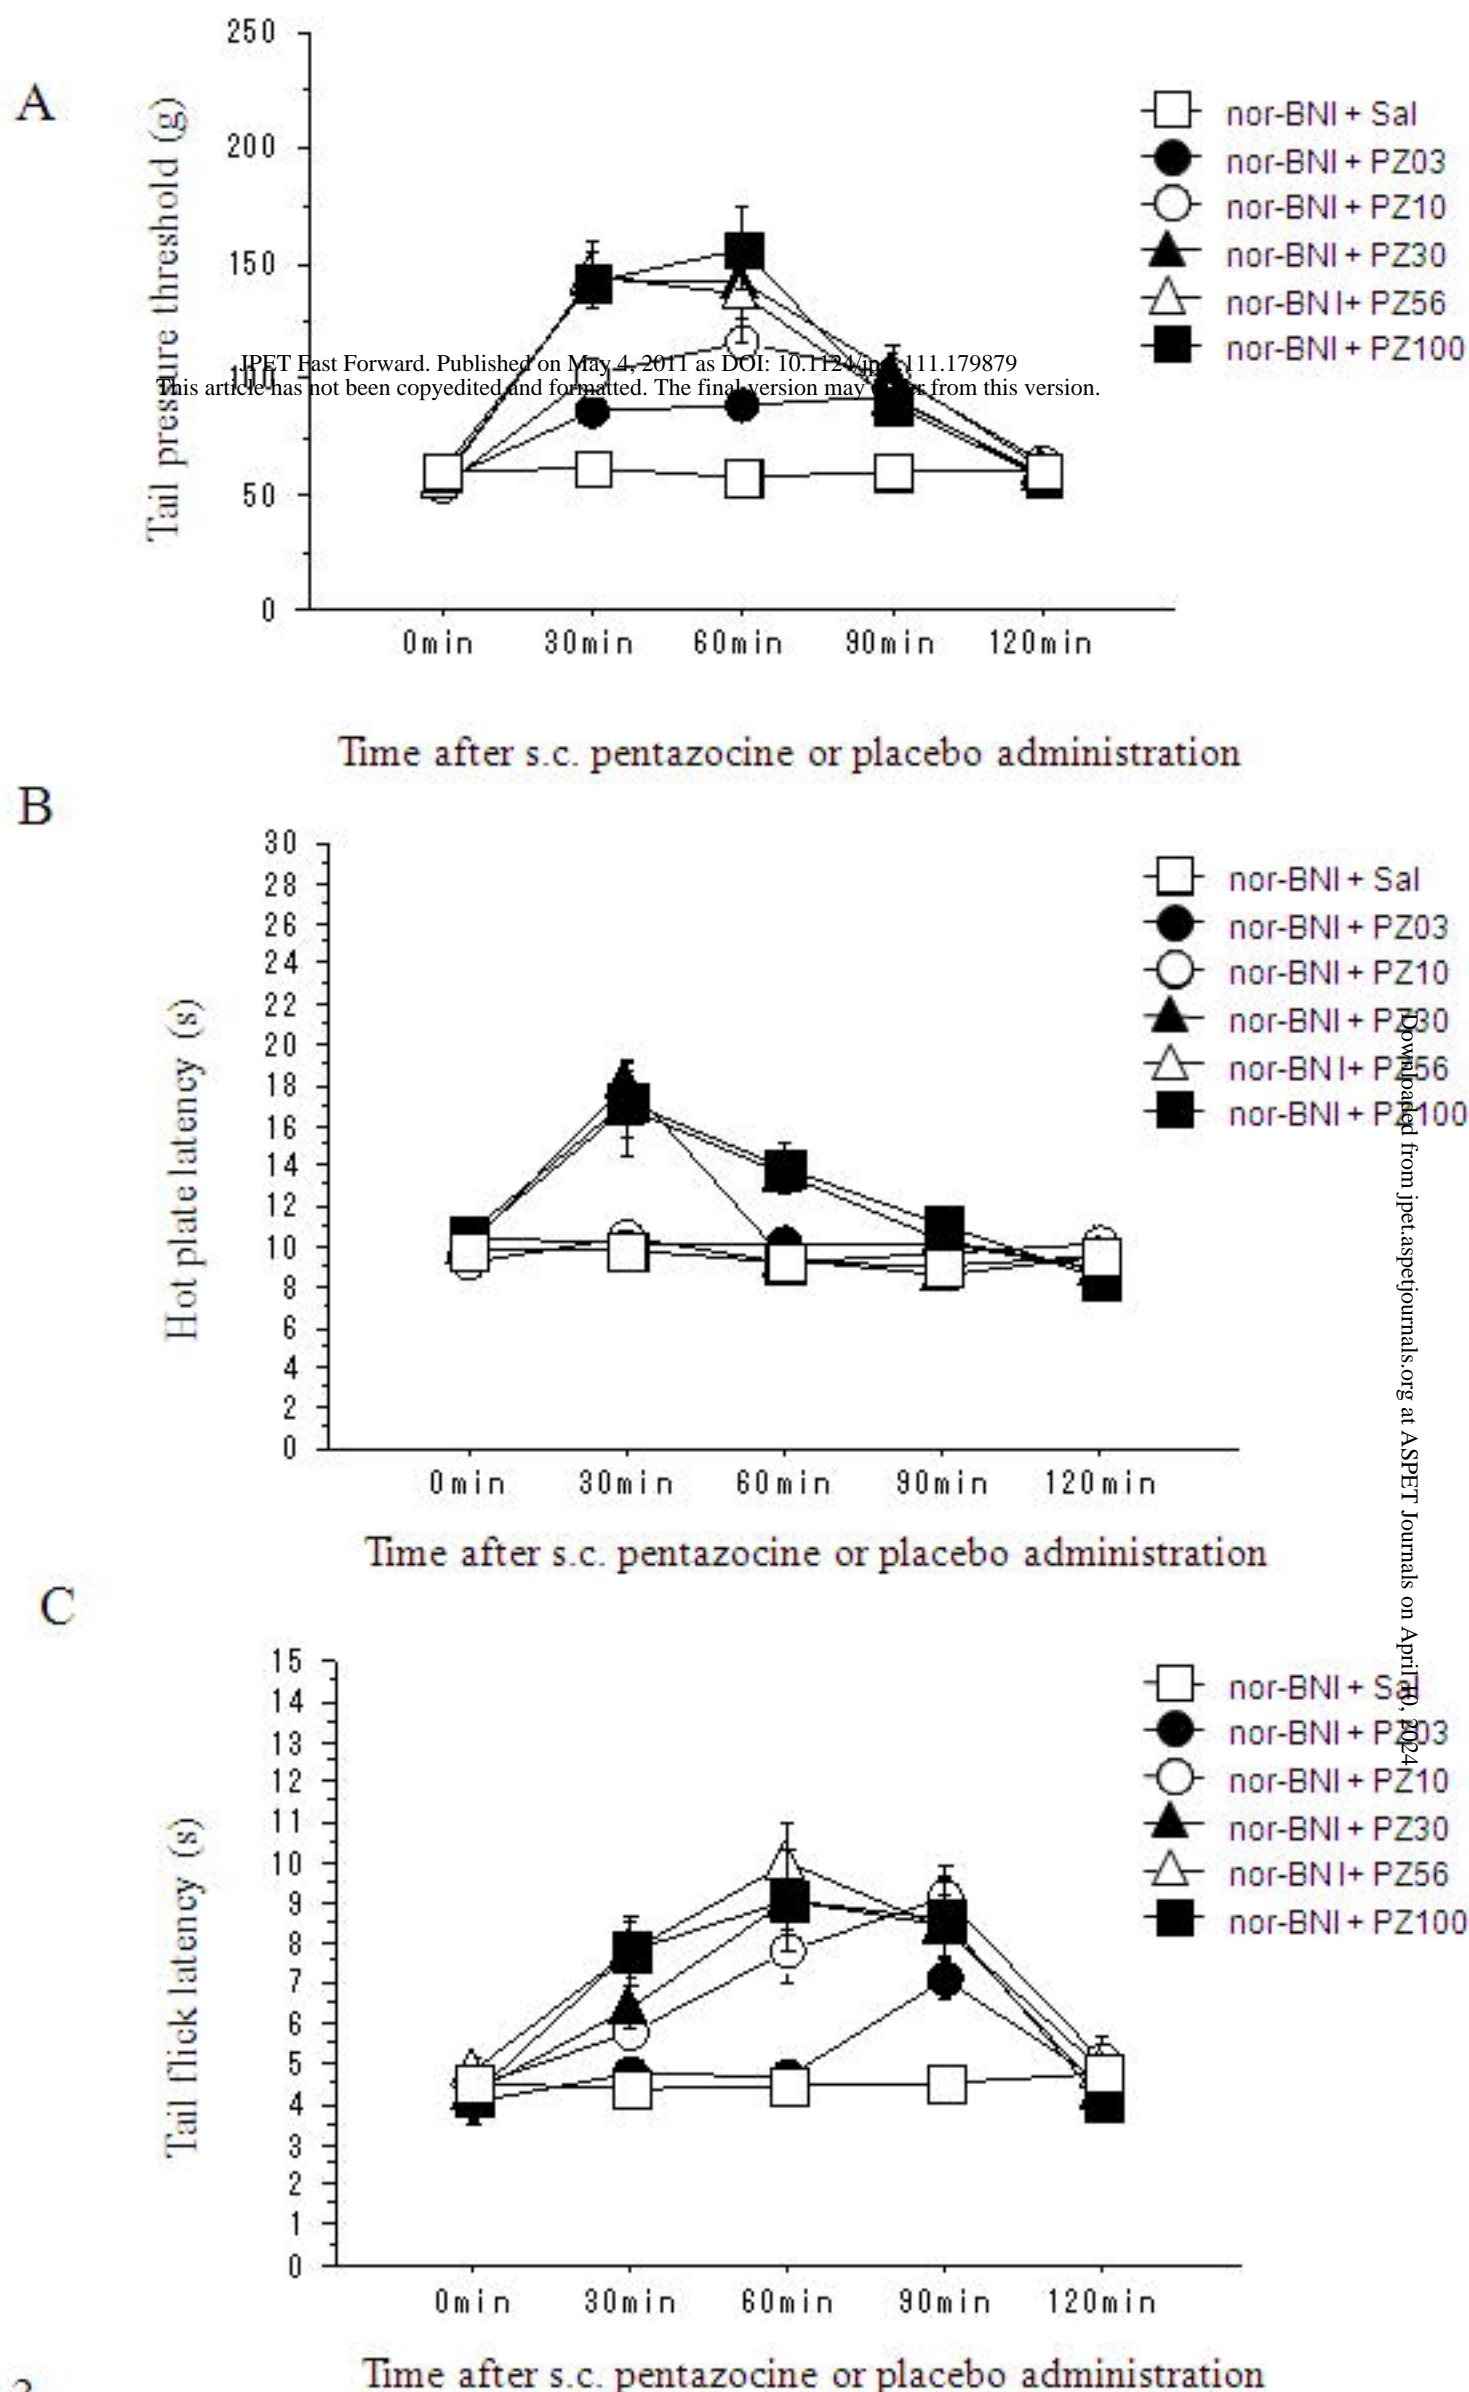 A
Tail pressure threshold (g)
250
200
150
100
50
0
0min 30min 60min 90min 120min
nor-BNI + Sal
nor-BNI + PZ03
nor-BNI + PZ10
nor-BNI + PZ30
nor-BNI+ PZ56
nor-BNI + PZ100
JPET Fast Forward. Published on May 4, 2011 as DOI: 10.1124/ 111.179879
This article has not been copyedited and formatted. The final version may from this version.
Time after s.c. pentazocine or placebo administration
B
Hot plate latency (s)
30
28
26
24
22
20
18
16
14
12
10
8
6
4
2
0
0min 30min 60min 90min 120min
nor-BNI + Sal
nor-BNI + PZ03
nor-BNI + PZ10
nor-BNI + PZ30
nor-BNI+ PZ56
nor-BNI + PZ100
Time after s.c. pentazocine or placebo administration
Downloaded from jpet.aspetjournals.org at ASPET Journals on April 10, 2024
C
Tail flick latency (s)
15
14
13
12
11
10
9
8
7
6
5
4
3
2
1
0
0min 30min 60min 90min 120min
nor-BNI + Sal
nor-BNI + PZ03
nor-BNI + PZ10
nor-BNI + PZ30
nor-BNI+ PZ56
nor-BNI + PZ100
Time after s.c. pentazocine or placebo administration